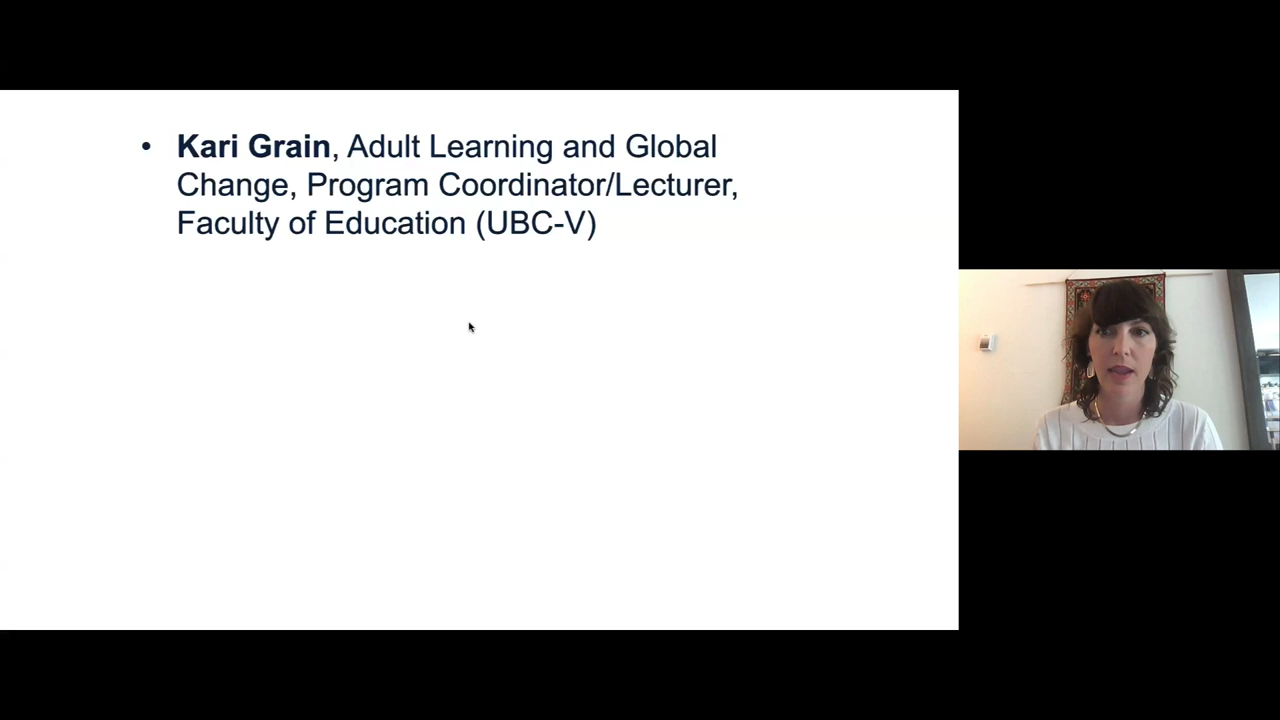 • Kari Grain, Adult Learning and Global
Change, Program Coordinator/Lecturer,
Faculty of Education (UBC-V)